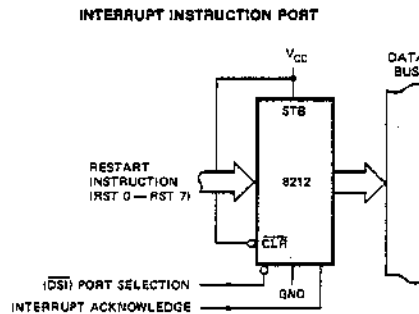 INTERRUPT INSTRUCTION PORT
VCC
DATA
BUS
STB
RESTART
INSTRUCTION
(RST 0 — RST 7)
8212
CLR
(DS1) PORT SELECTION
GND
INTERRUPT ACKNOWLEDGE